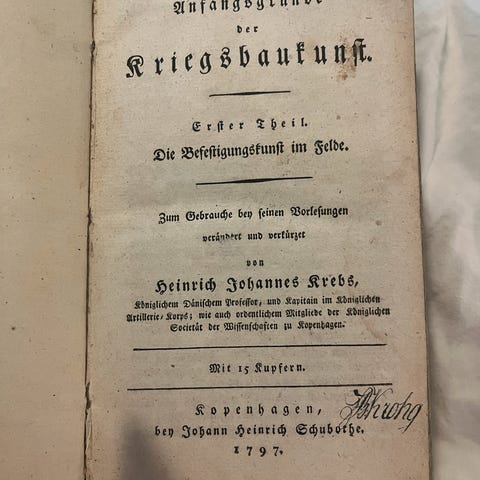 Anfangsgründe
der
Kriegsbaukunst.
Erster Theil.
Die Befestigungskunst im Felde.
Zum Gebrauche bey seinen Vorlesungen
verändert und verkürzet
von
Heinrich Johannes Krebs,
Königlichem Dänischem Professor, und Kapitain im Königlichen
Artillerie-Korps; wie auch ordentlichem Mitgliede der Königlichen
Societät der Wissenschaften zu Kopenhagen.
Mit 15 Kupfern.
Kopenhagen,
bey Johann Heinrich Schubothe.
1797.